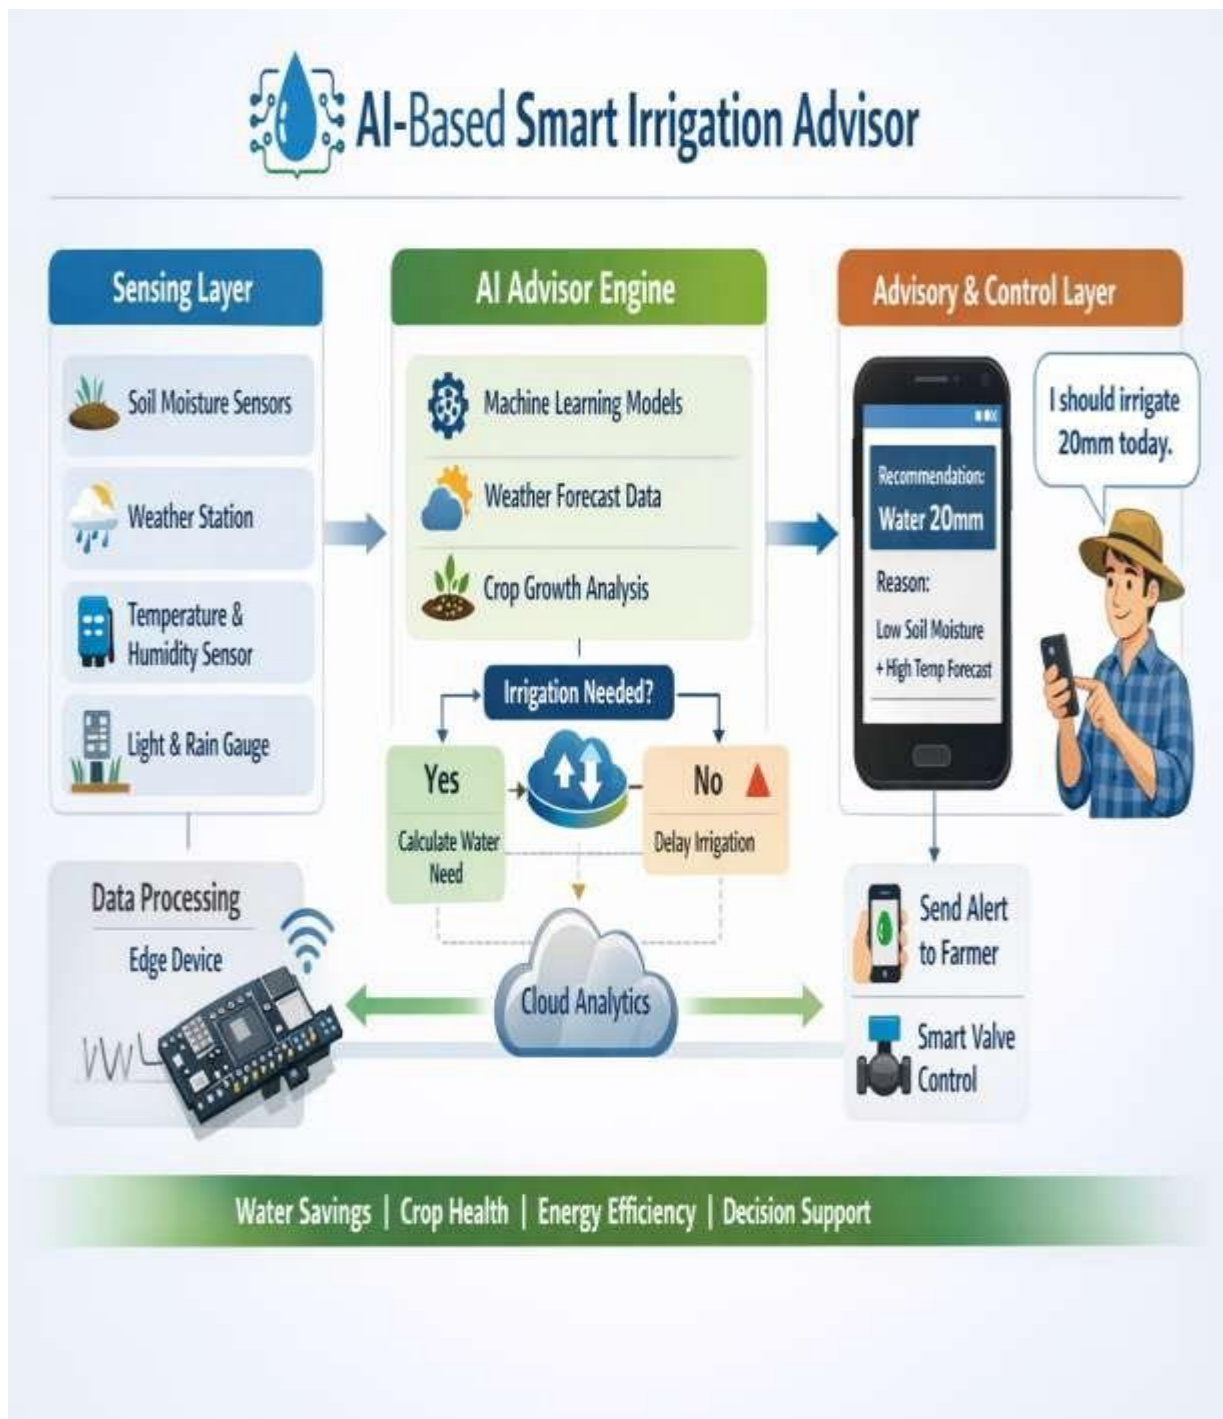 AI-Based Smart Irrigation Advisor
Sensing Layer
Soil Moisture Sensors
Weather Station
Temperature &
Humidity Sensor
Light & Rain Gauge
Data Processing
Edge Device
AI Advisor Engine
Machine Learning Models
Weather Forecast Data
Crop Growth Analysis
Irrigation Needed?
Yes
Calculate Water
Need
No
Delay Irrigation
Cloud Analytics
Advisory & Control Layer
Recommendation:
Water 20mm
Reason:
Low Soil Moisture
+ High Temp Forecast
I should irrigate
20mm today.
Send Alert
to Farmer
Smart Valve
Control
Water Savings | Crop Health | Energy Efficiency | Decision Support